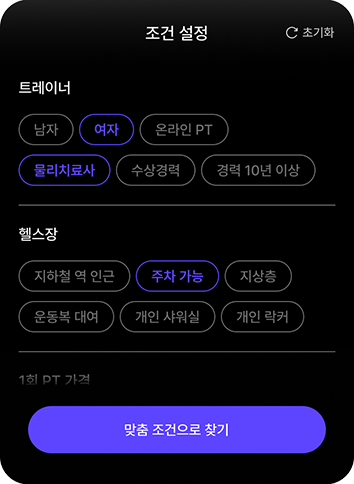 조건 설정 초기화
트레이너
남자 여자 온라인 PT
물리치료사 수상경력 경력 10년 이상
헬스장
지하철 역 인근 주차 가능 지상층
운동복 대여 개인 샤워실 개인 락커
1회 PT 가격
맞춤 조건으로 찾기